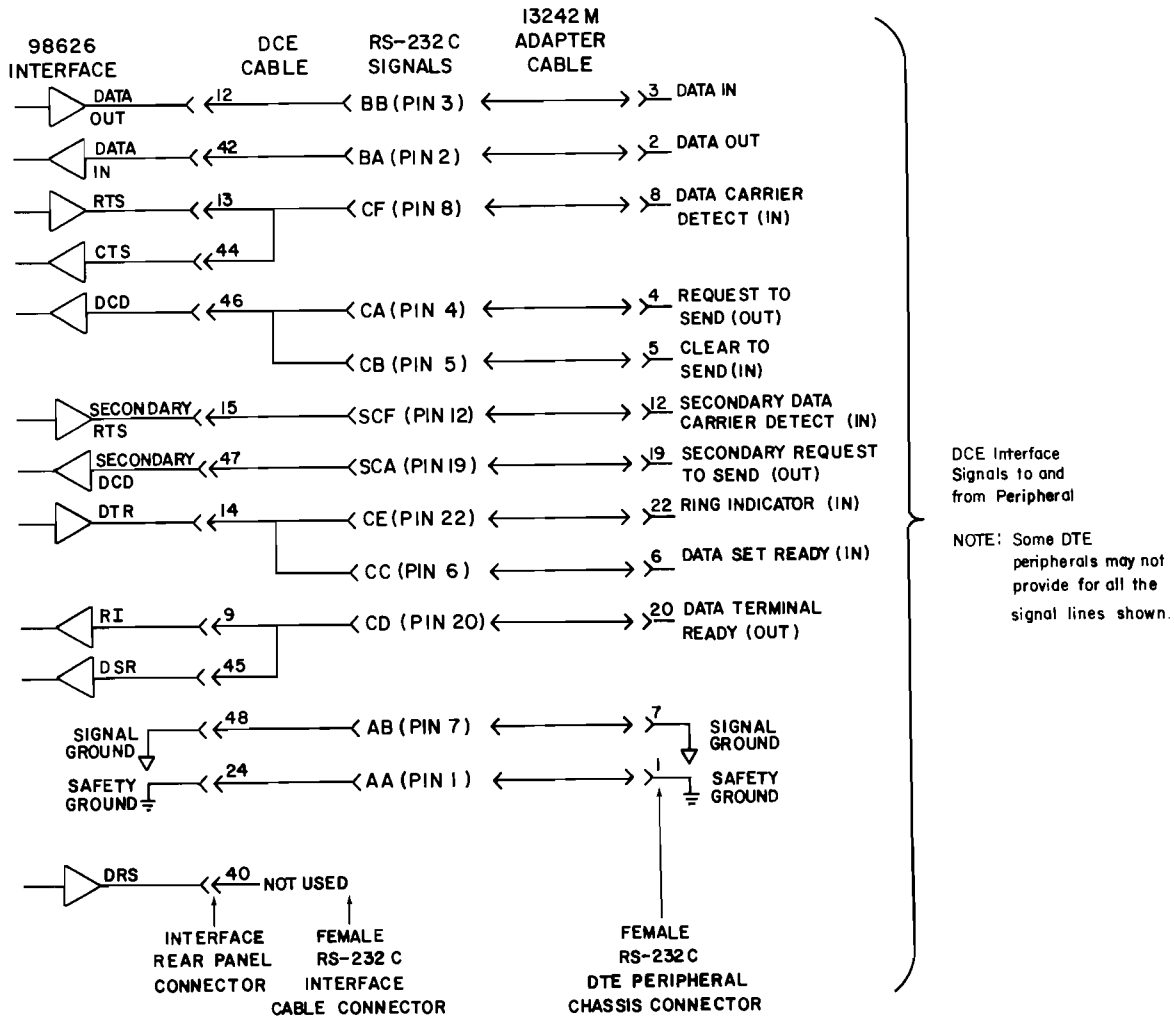 98626
INTERFACE
DCE
CABLE
RS-232C
SIGNALS
13242M
ADAPTER
CABLE
DATA
OUT
12
BB (PIN 3)
3
DATA IN
DATA
IN
42
BA (PIN 2)
2
DATA OUT
RTS
13
CF (PIN 8)
8
DATA CARRIER
DETECT (IN)
CTS
44
DCD
46
CA (PIN 4)
4
REQUEST TO
SEND (OUT)
CB (PIN 5)
5
CLEAR TO
SEND (IN)
SECONDARY
RTS
15
SCF (PIN 12)
12
SECONDARY DATA
CARRIER DETECT (IN)
SECONDARY
DCD
47
SCA (PIN 19)
19
SECONDARY REQUEST
TO SEND (OUT)
DTR
14
CE (PIN 22)
22
RING INDICATOR (IN)
CC (PIN 6)
6
DATA SET READY (IN)
RI
9
CD (PIN 20)
20
DATA TERMINAL
READY (OUT)
DSR
45
SIGNAL
GROUND
48
AB (PIN 7)
7
SIGNAL
GROUND
SAFETY
GROUND
24
AA (PIN 1)
1
SAFETY
GROUND
DRS
40
NOT USED
INTERFACE
REAR PANEL
CONNECTOR
FEMALE
RS-232C
INTERFACE
CABLE CONNECTOR
FEMALE
RS-232C
DTE PERIPHERAL
CHASSIS CONNECTOR
DCE Interface
Signals to and
from Peripheral
NOTE: Some DTE
peripherals may not
provide for all the
signal lines shown.